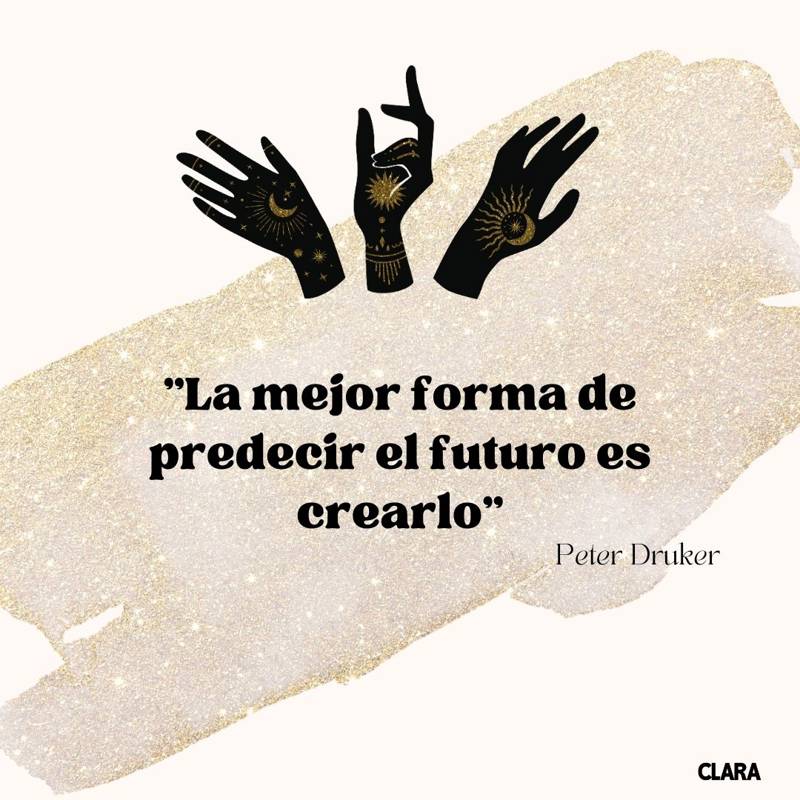 ”La mejor forma de
predecir el futuro es
crearlo”
Peter Druker
CLARA